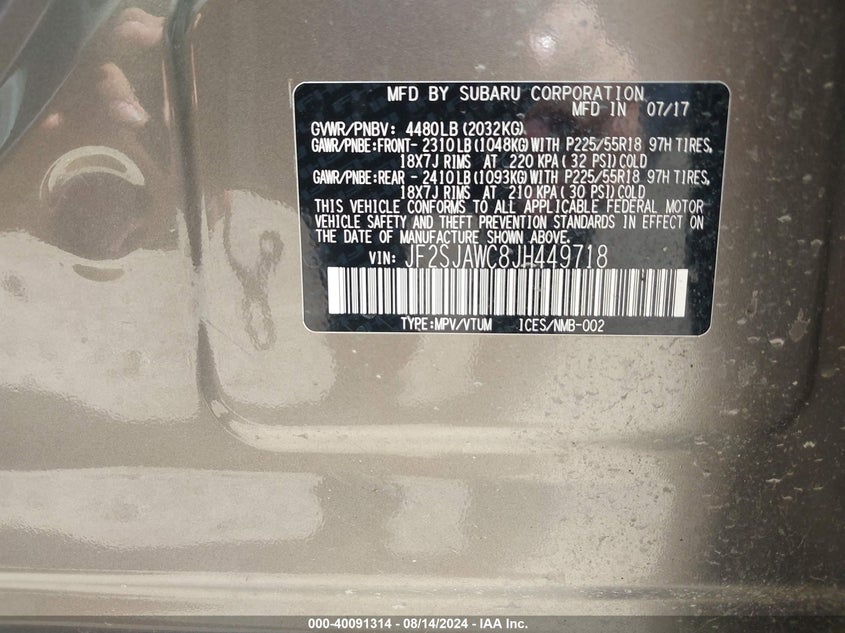 MFD BY SUBARU CORPORATION
MFD IN 07/17
GVWR/PNBV: 4480LB(2032KG)
GAWR/PNBE:FRONT- 2310LB(1048KG)WITH P225/55R18 97H TIRES,
18X7J RIMS AT 220 KPA(32 PSI)COLD
GAWR/PNBE:REAR - 2410LB(1093KG)WITH P225/55R18 97H TIRES,
18X7J RIMS AT 210 KPA(30 PSI)COLD
THIS VEHICLE CONFORMS TO ALL APPLICABLE FEDERAL MOTOR
VEHICLE SAFETY AND THEFT PREVENTION STANDARDS IN EFFECT ON
THE DATE OF MANUFACTURE SHOWN ABOVE.
VIN: JF2SJAWC8JH449718
TYPE:MPV/VTUM ICES/NMB-002
000-40091314 - 08/14/2024 - IAA Inc.